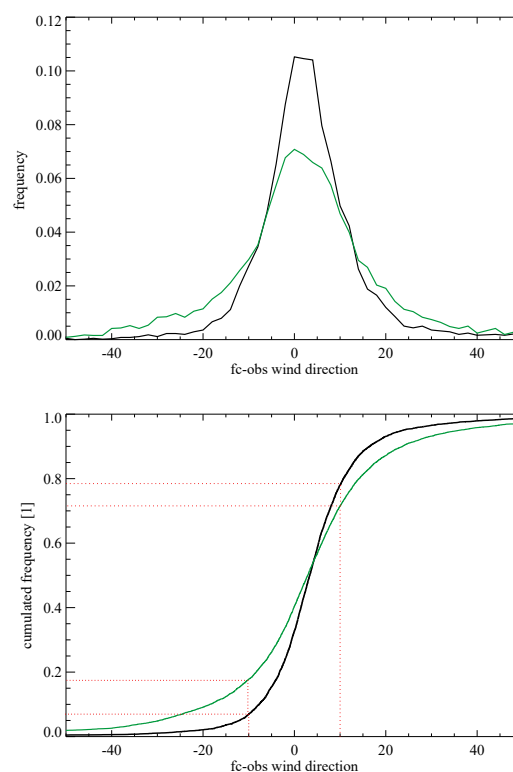 0.12
0.10
0.08
0.06
0.04
0.02
0.00
frequency
-40 -20 0 20 40
fc-obs wind direction
1.0
0.8
0.6
0.4
0.2
0.0
cumulated frequency [1]
-40 -20 0 20 40
fc-obs wind direction